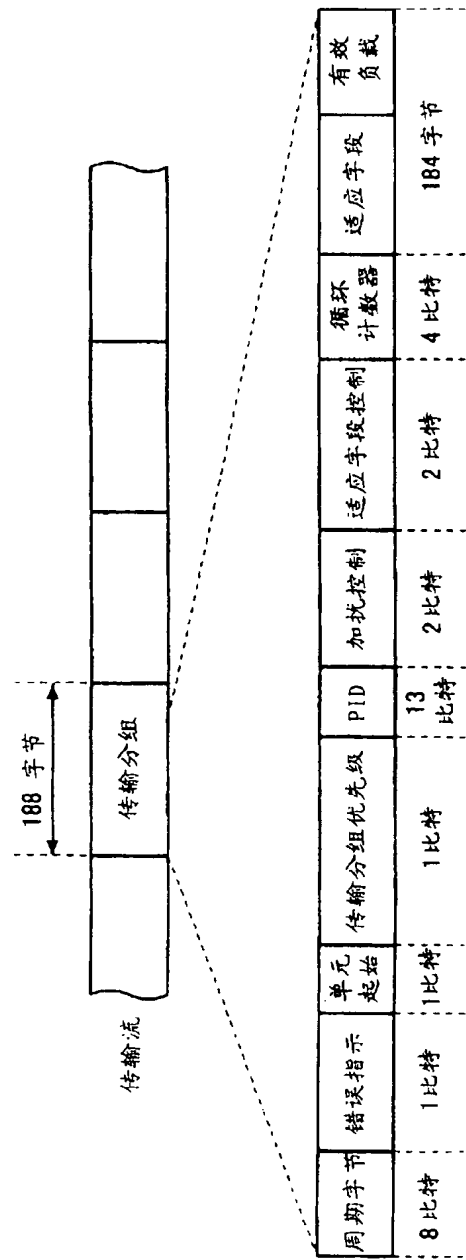 188 字节
传输流
传输分组
周期字节
错误指示
单元
起始
传输分组优先级
PID
加扰控制
适应字段控制
循环
计数器
适应字段
有效
负载
8 比特
1 比特
1 比特
1 比特
13
比特
2 比特
2 比特
4 比特
184 字节